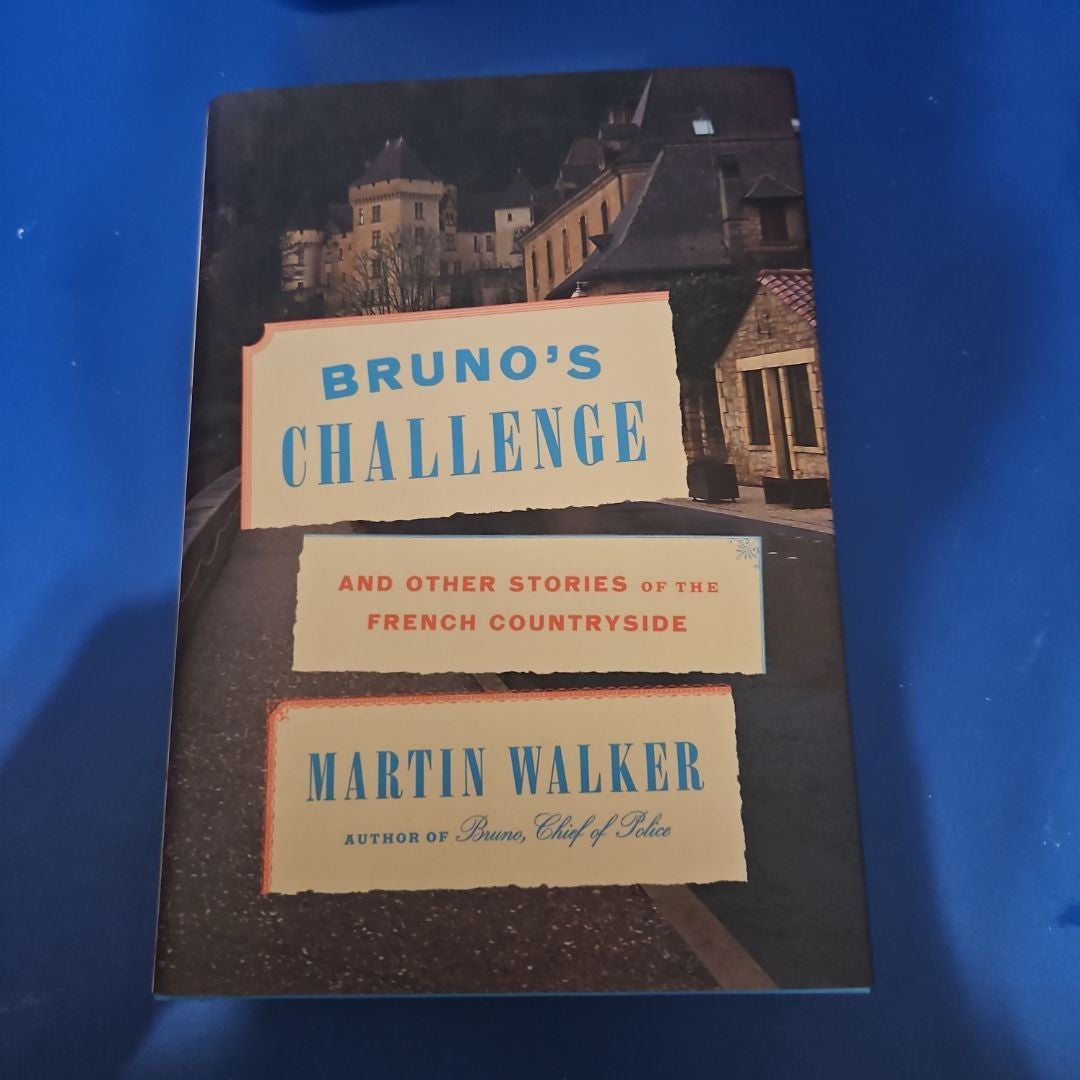 BRUNO'S
CHALLENGE
AND OTHER STORIES OF THE
FRENCH COUNTRYSIDE
MARTIN WALKER
AUTHOR OF Bruno, Chief of Police